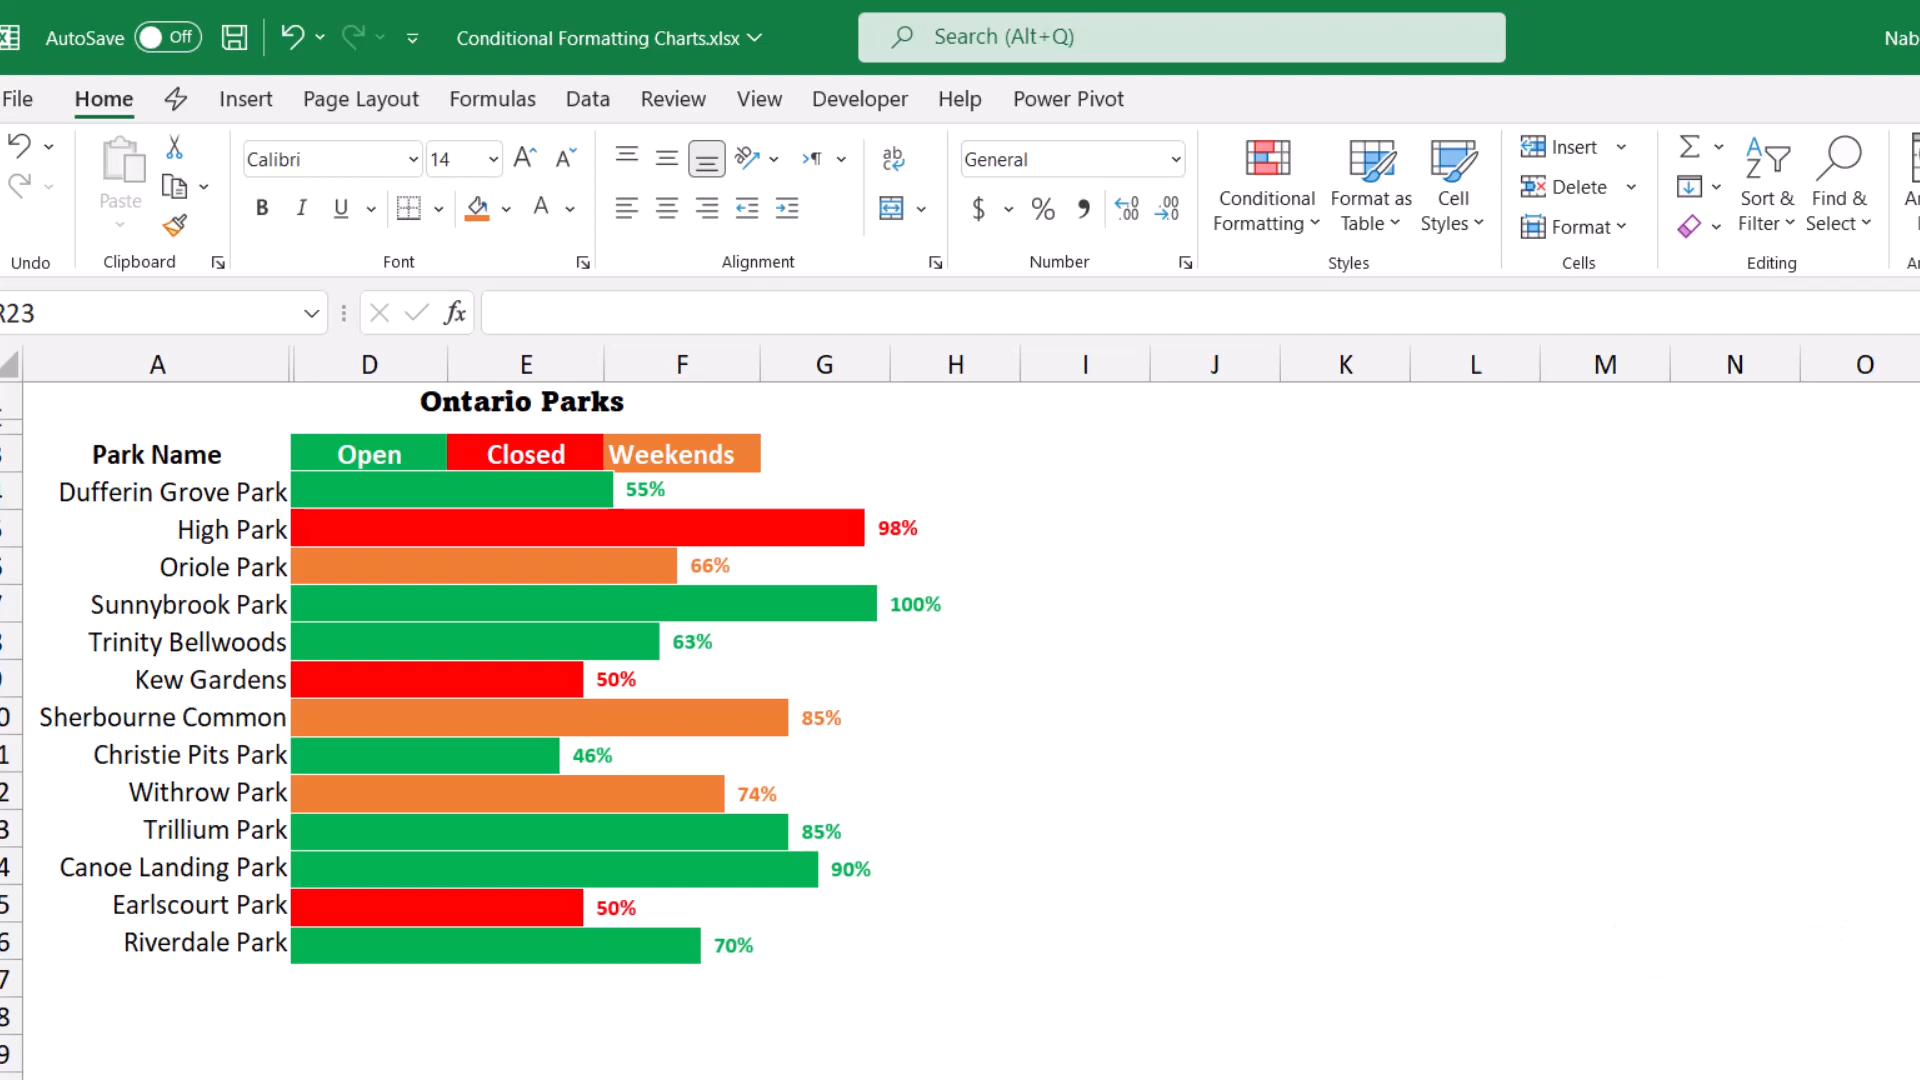 AutoSave Off Conditional Formatting Charts.xlsx Search (Alt+Q) Nab
File Home Insert Page Layout Formulas Data Review View Developer Help Power Pivot
Calibri 14 General
Paste Conditional Formatting Format as Table Cell Styles Insert Delete Format Sort & Filter Find & Select
Undo Clipboard Font Alignment Number Styles Cells Editing
R23 fx
A D E F G H I J K L M N O
Ontario Parks
Park Name Open Closed Weekends
Dufferin Grove Park 55%
High Park 98%
Oriole Park 66%
Sunnybrook Park 100%
Trinity Bellwoods 63%
Kew Gardens 50%
Sherbourne Common 85%
Christie Pits Park 46%
Withrow Park 74%
Trillium Park 85%
Canoe Landing Park 90%
Earlscourt Park 50%
Riverdale Park 70%